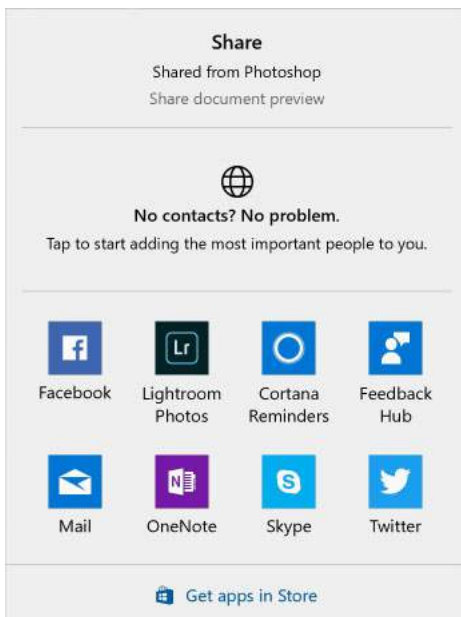 Share
Shared from Photoshop
Share document preview
No contacts? No problem.
Tap to start adding the most important people to you.
f
Lr
Facebook
Lightroom
Photos
Cortana
Reminders
Feedback
Hub
N
S
Mail
OneNote
Skype
Twitter
Get apps in Store